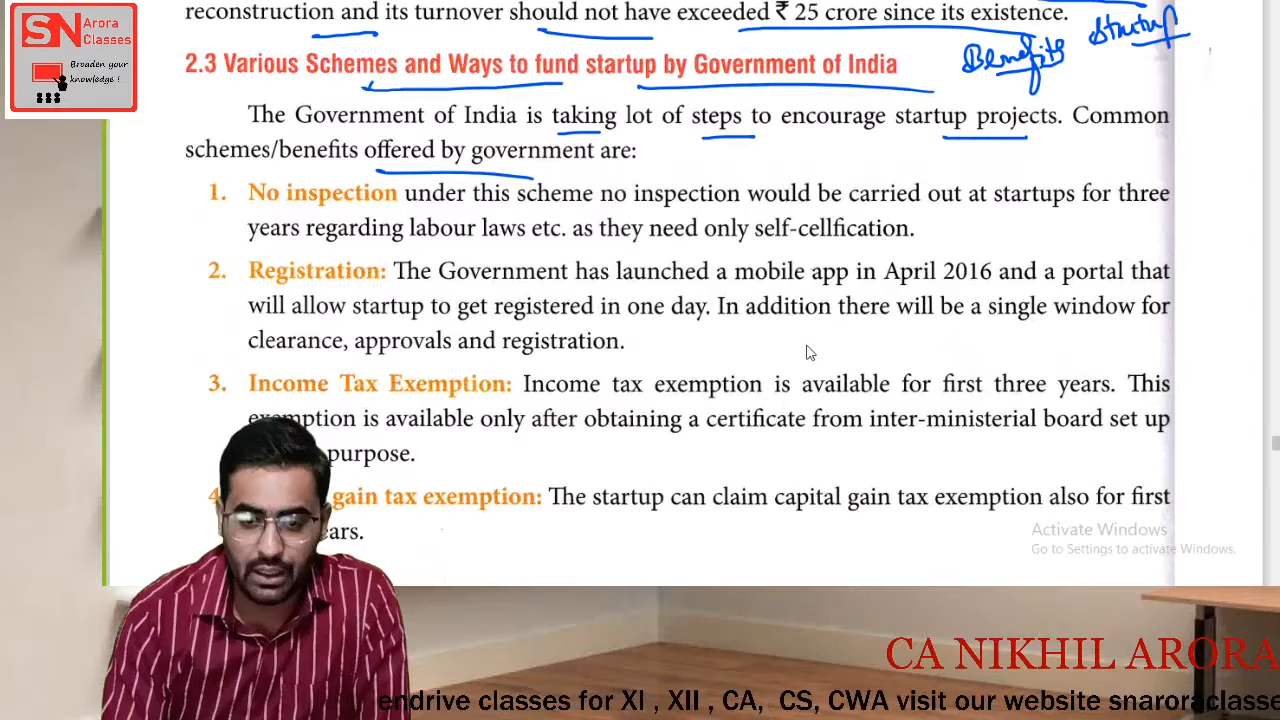 SN Arora
Classes
Broaden your
knowledge !
reconstruction and its turnover should not have exceeded ₹ 25 crore since its existence.
Startup
Benefits
2.3 Various Schemes and Ways to fund startup by Government of India
The Government of India is taking lot of steps to encourage startup projects. Common
schemes/benefits offered by government are:
1. No inspection under this scheme no inspection would be carried out at startups for three
years regarding labour laws etc. as they need only self-cellfication.
2. Registration: The Government has launched a mobile app in April 2016 and a portal that
will allow startup to get registered in one day. In addition there will be a single window for
clearance, approvals and registration.
3. Income Tax Exemption: Income tax exemption is available for first three years. This
exemption is available only after obtaining a certificate from inter-ministerial board set up
purpose.
gain tax exemption: The startup can claim capital gain tax exemption also for first
ears.
Activate Windows
Go to Settings to activate Windows.
CA NIKHIL ARORA
endrive classes for XI , XII , CA, CS, CWA visit our website snaroraclasse